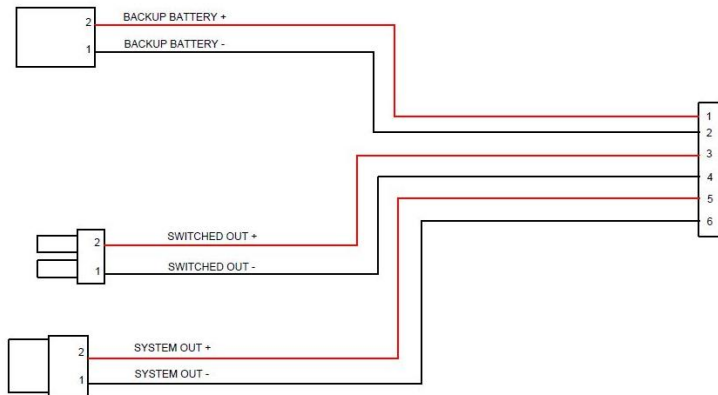 2 BACKUP BATTERY +
1 BACKUP BATTERY -
1
2
3
4
5
6
2 SWITCHED OUT +
1 SWITCHED OUT -
2 SYSTEM OUT +
1 SYSTEM OUT -